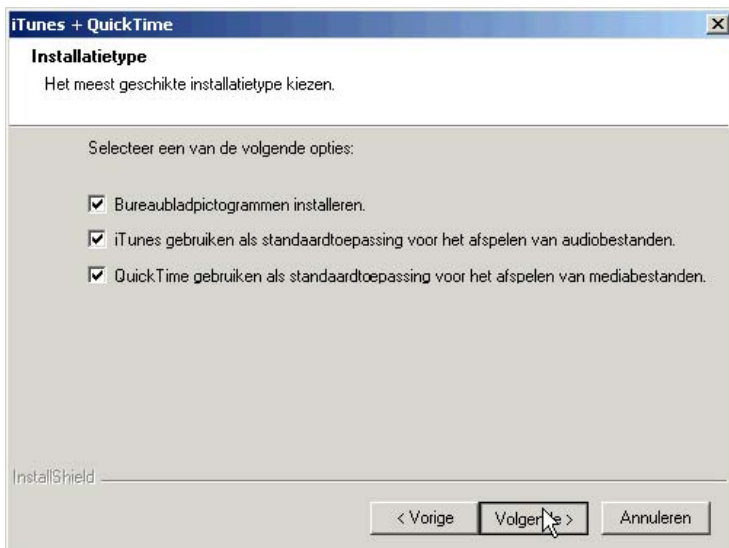 iTunes + QuickTime
Installatietype
Het meest geschikte installatietype kiezen.
Selecteer een van de volgende opties:
Bureaubladpictogrammen installeren.
iTunes gebruiken als standaardtoepassing voor het afspelen van audiobestanden.
QuickTime gebruiken als standaardtoepassing voor het afspelen van mediabestanden.
InstallShield
< Vorige
Volgende >
Annuleren